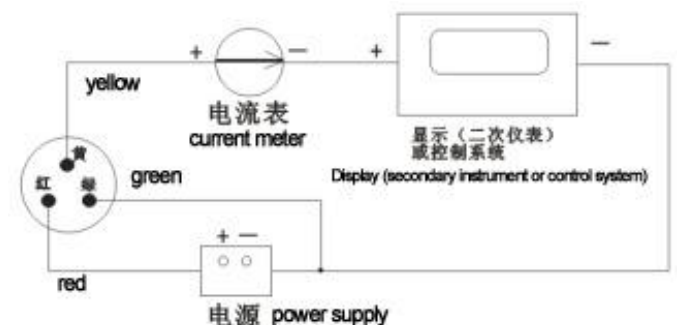 + — + —
yellow
电流表
current meter
显示（二次仪表）
或控制系统
Display (secondary instrument or control system)
黄
红 绿
green
+ —
red
电源 power supply